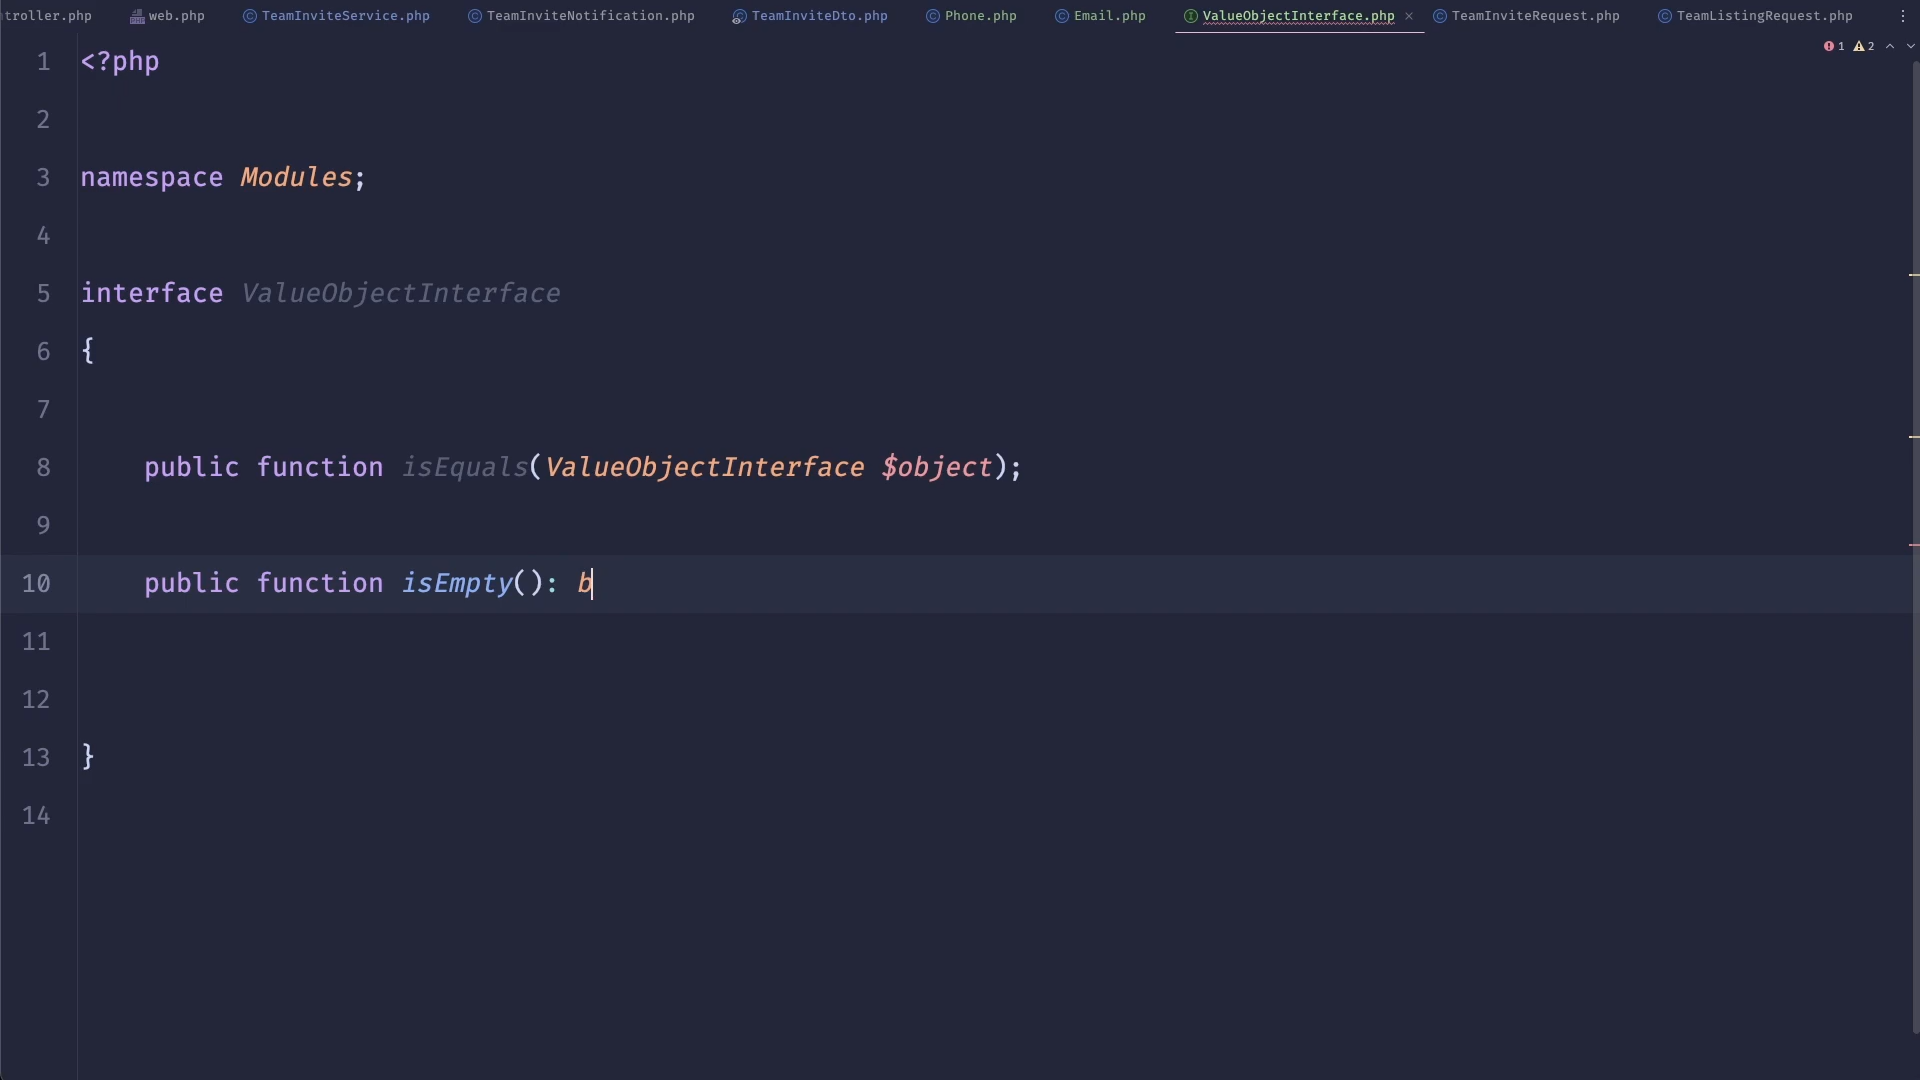 troller.php web.php TeamInviteService.php TeamInviteNotification.php TeamInviteDto.php Phone.php Email.php ValueObjectInterface.php TeamInviteRequest.php TeamListingRequest.php
1 2
1 <?php
2
3 namespace Modules;
4
5 interface ValueObjectInterface
6 {
7
8 public function isEquals(ValueObjectInterface $object);
9
10 public function isEmpty(): b
11
12
13 }
14